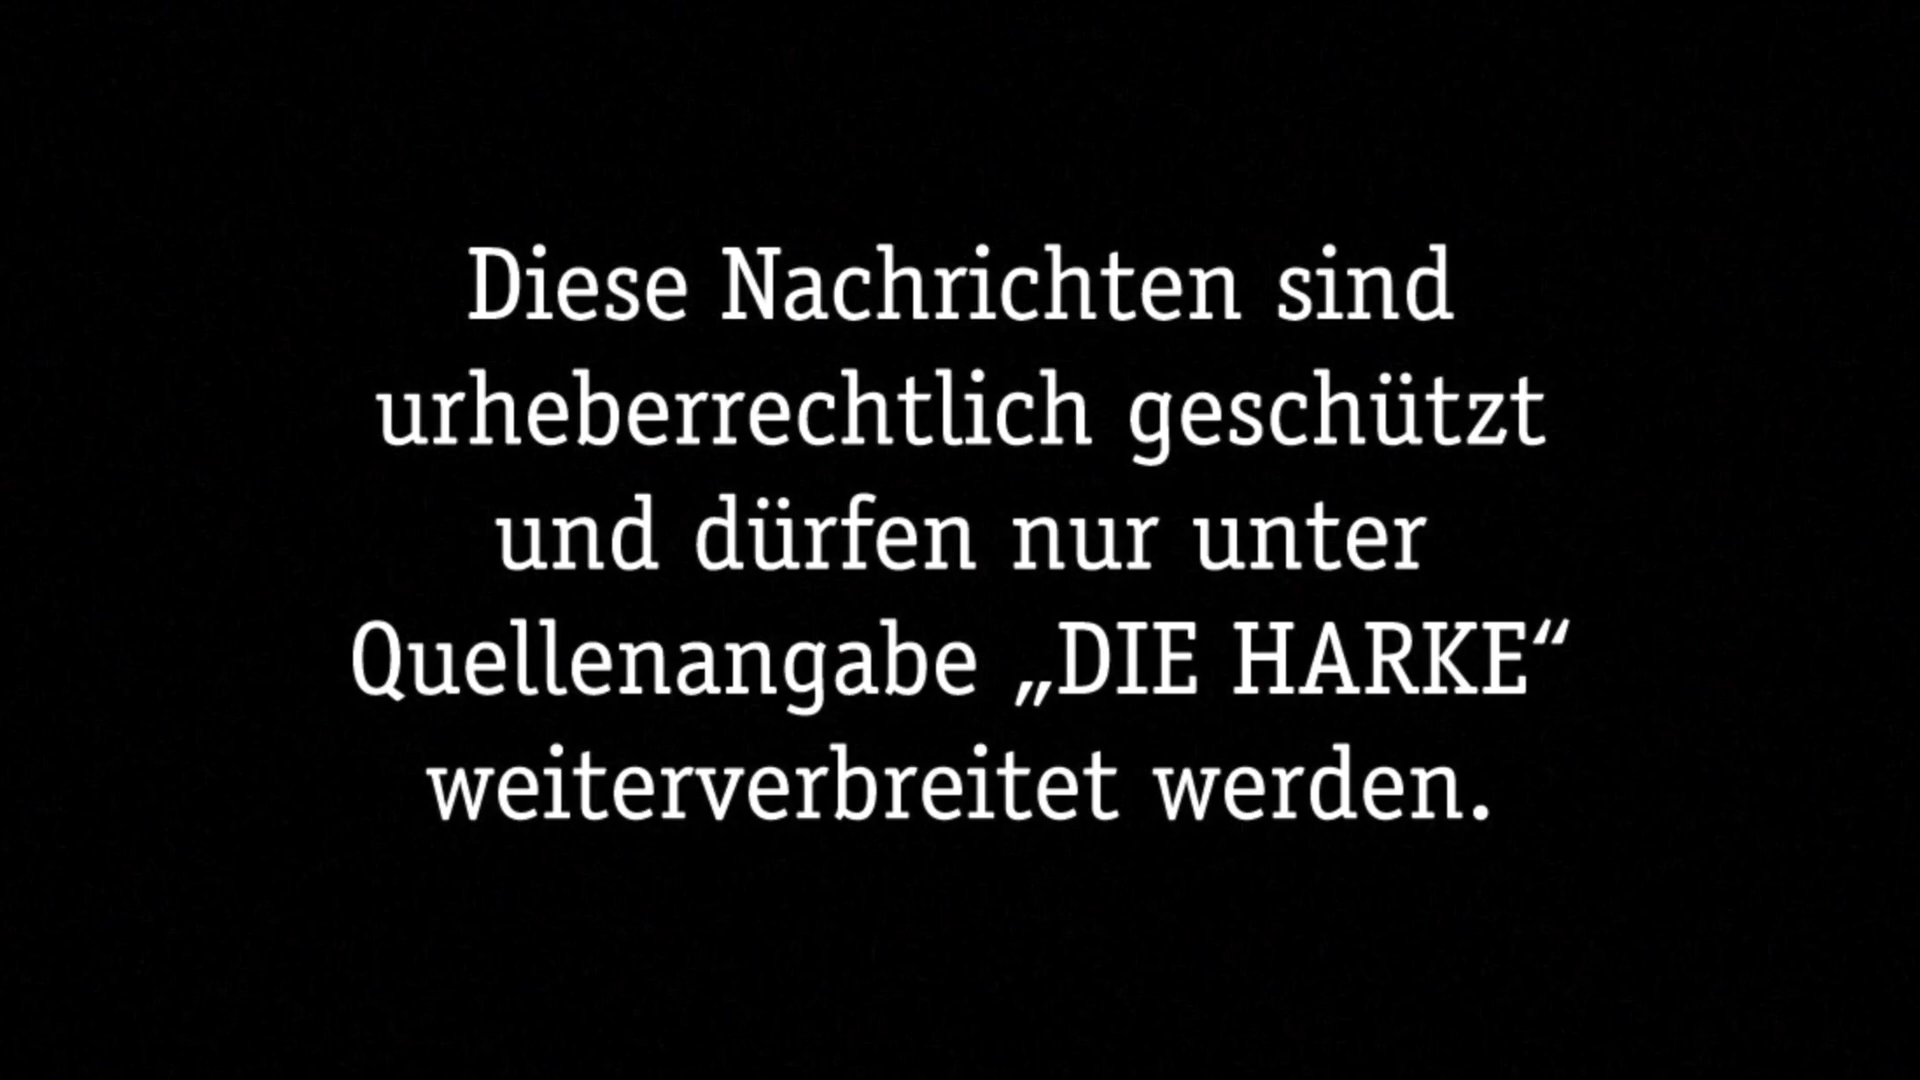 Diese Nachrichten sind
urheberrechtlich geschützt
und dürfen nur unter
Quellenangabe „DIE HARKE“
weiterverbreitet werden.